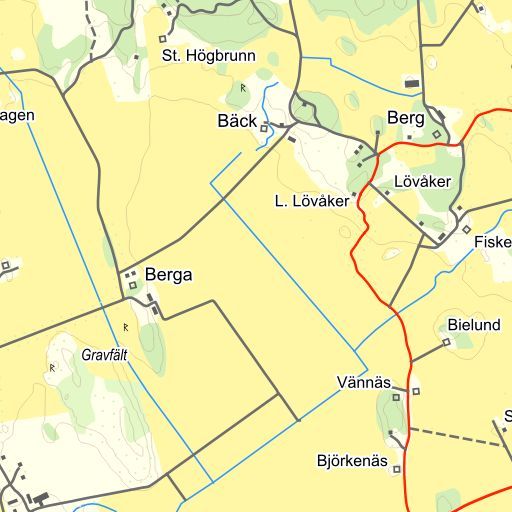 St. Högbrunn
agen
Bäck
Berg
Lövåker
L. Lövåker
Fiske
Berga
Bielund
Gravfält
Vännäs
S
Björkenäs